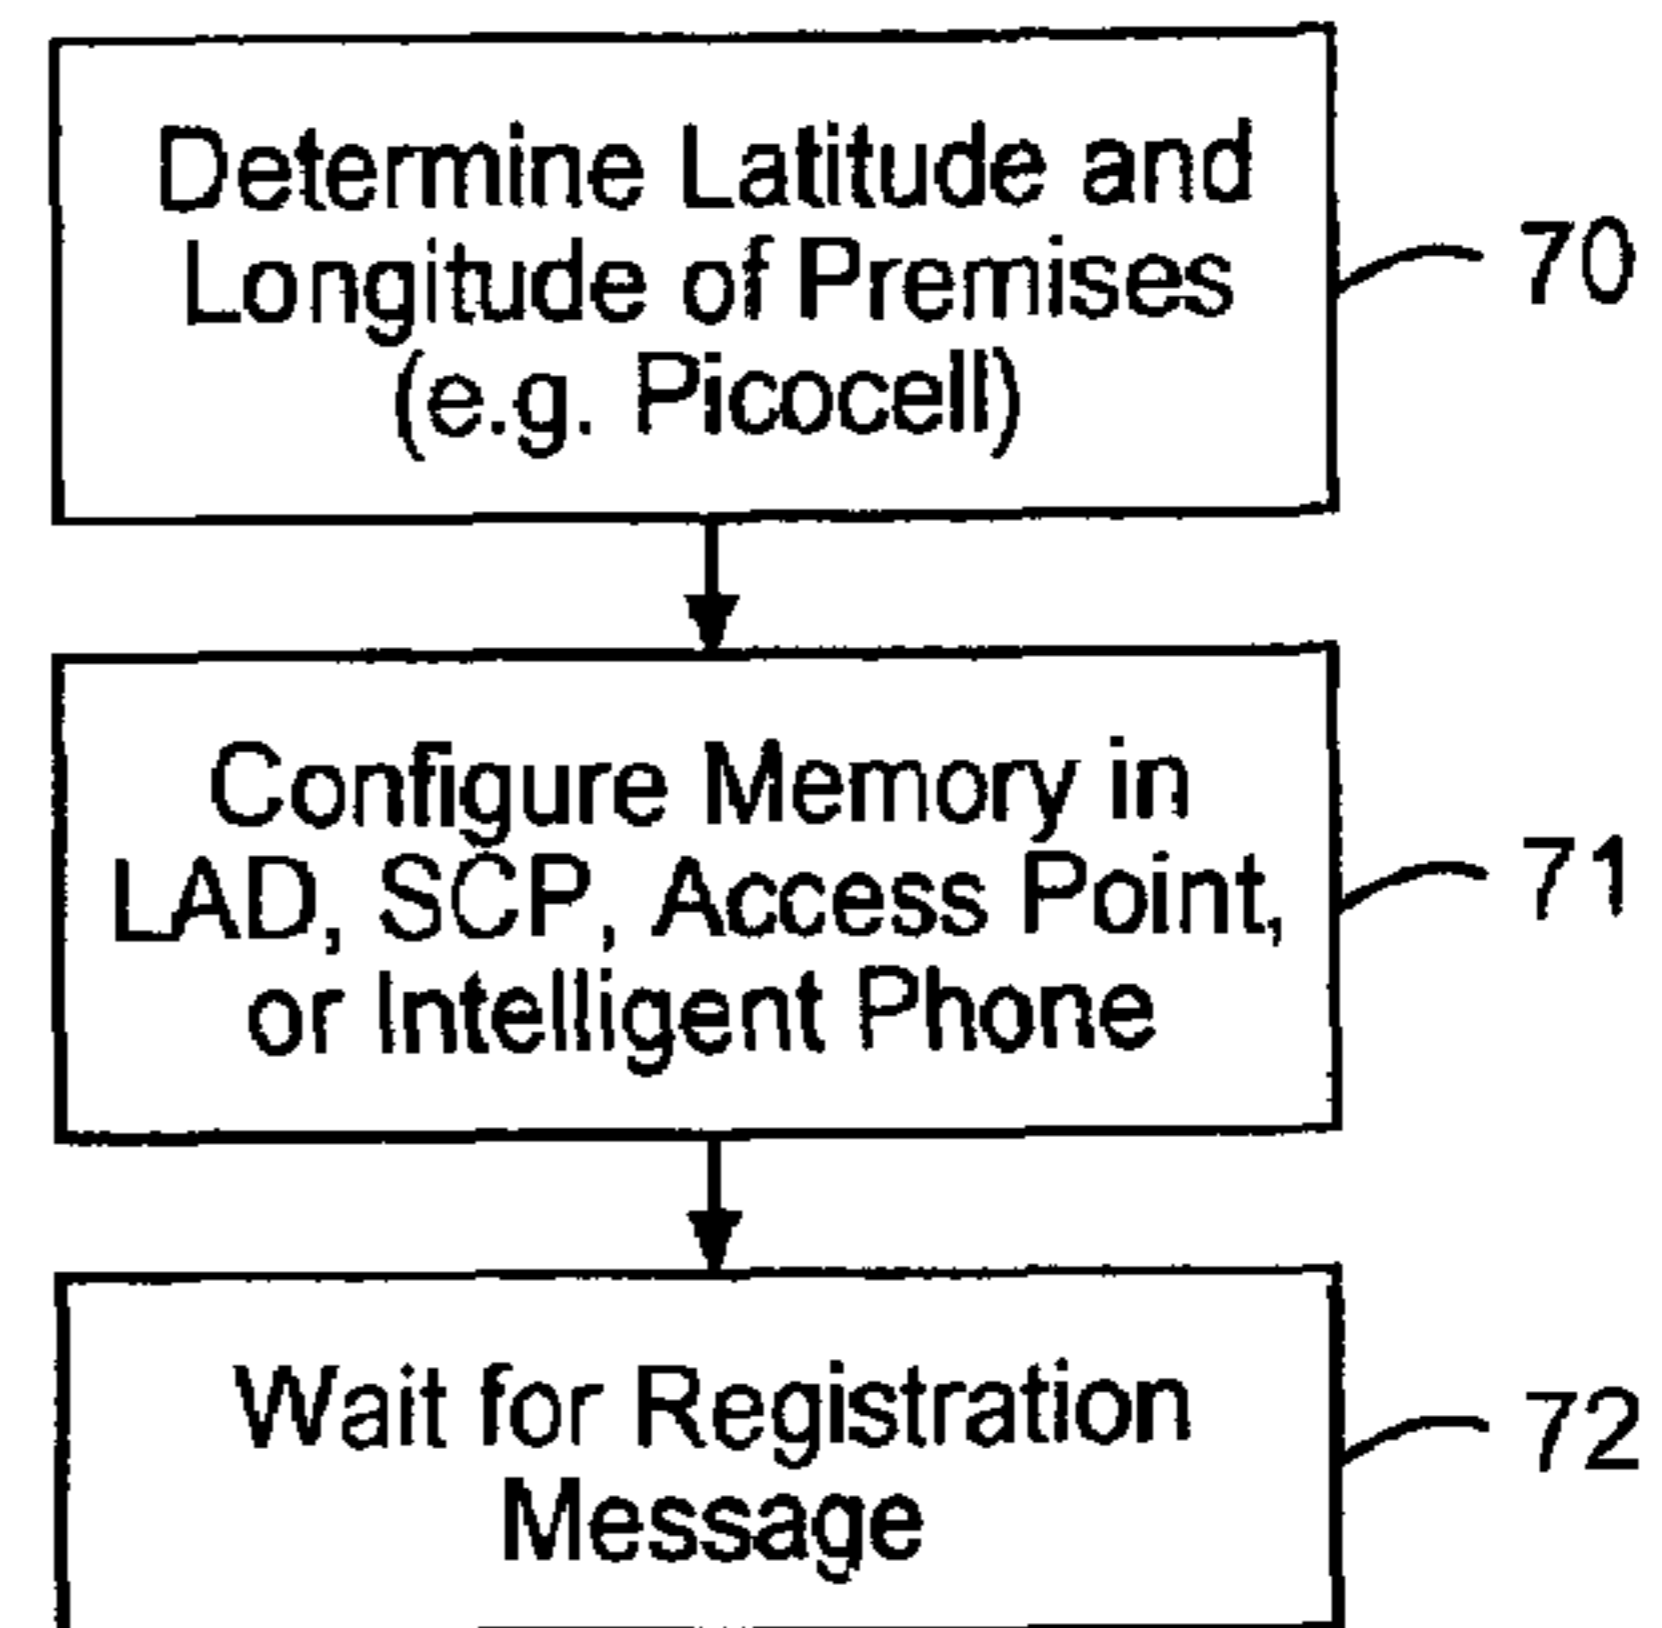 Determine Latitude and
Longitude of Premises
(e.g. Picocell)
70
Configure Memory in
LAD, SCP, Access Point,
or Intelligent Phone
71
Wait for Registration
Message
72